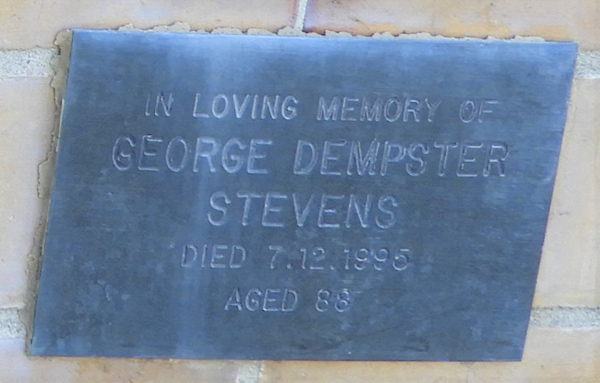 IN LOVING MEMORY OF
GEORGE DEMPSTER
STEVENS
DIED 7.12.1995
AGED 88